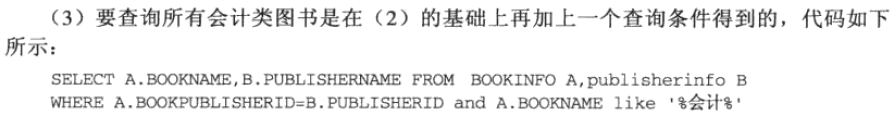 (3)要查询所有会计类图书是在(2)的基础上再加上一个查询条件得到的，代码如下
所示：
SELECT A.BOOKNAME,B.PUBLISHERNAME FROM  BOOKINFO A,publisherinfo B
WHERE A.BOOKPUBLISHERID=B.PUBLISHERID and A.BOOKNAME like '%会计%'